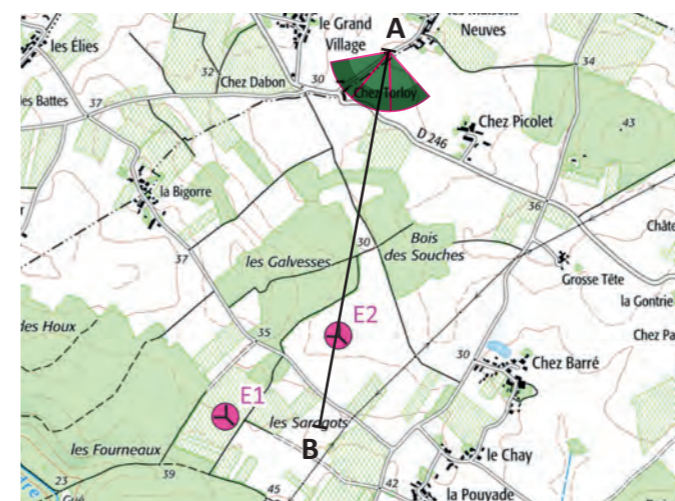 A
le Grand
Village
Neuves
les Élies
32
34
Chez Dabon
30
Chez Torloy
les Battes
37
D 246
Chez Picolet
43
la Bigorre
36
Bois
des Souches
30
les Galvesses
37
Grosse Tête
la Gontrie
des Houx
E2
35
Chez Pa
30
Chez Barré
E1
les Saragots
B
les Fourneaux
le Chay
39
23
45
42
la Pouyade